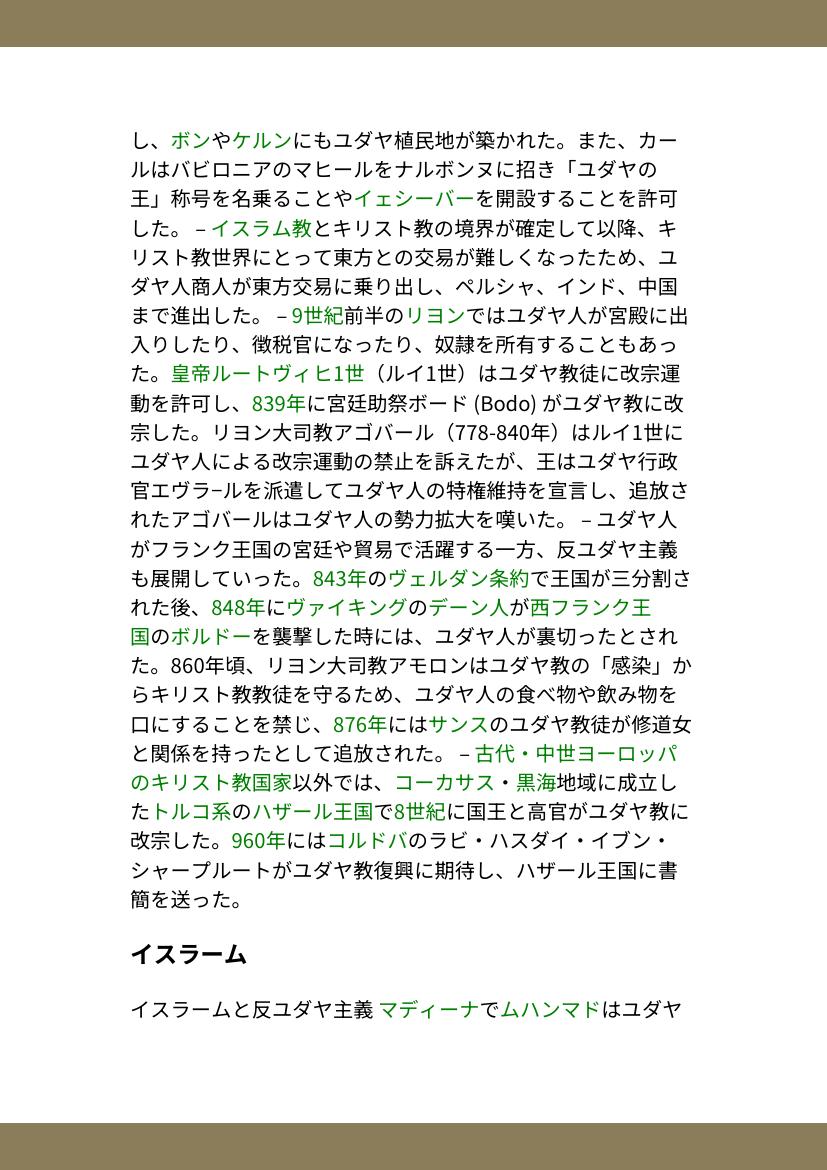 し、ボンやケルンにもユダヤ植民地が築かれた。また、カー
ルはバビロニアのマヒールをナルボンヌに招き「ユダヤの
王」称号を名乗ることやイェシーバーを開設することを許可
した。 – イスラム教とキリスト教の境界が確定して以降、キ
リスト教世界にとって東方との交易が難しくなったため、ユ
ダヤ人商人が東方交易に乗り出し、ペルシャ、インド、中国
まで進出した。 – 9世紀前半のリヨンではユダヤ人が宮殿に出
入りしたり、徴税官になったり、奴隷を所有することもあっ
た。皇帝ルートヴィヒ1世（ルイ1世）はユダヤ教徒に改宗運
動を許可し、839年に宮廷助祭ボード (Bodo) がユダヤ教に改
宗した。リヨン大司教アゴバール（778-840年）はルイ1世に
ユダヤ人による改宗運動の禁止を訴えたが、王はユダヤ行政
官エヴラ−ルを派遣してユダヤ人の特権維持を宣言し、追放さ
れたアゴバールはユダヤ人の勢力拡大を嘆いた。 – ユダヤ人
がフランク王国の宮廷や貿易で活躍する一方、反ユダヤ主義
も展開していった。843年のヴェルダン条約で王国が三分割さ
れた後、848年にヴァイキングのデーン人が西フランク王
国のボルドーを襲撃した時には、ユダヤ人が裏切ったとされ
た。860年頃、リヨン大司教アモロンはユダヤ教の「感染」か
らキリスト教教徒を守るため、ユダヤ人の食べ物や飲み物を
口にすることを禁じ、876年にはサンスのユダヤ教徒が修道女
と関係を持ったとして追放された。 – 古代・中世ヨーロッパ
のキリスト教国家以外では、コーカサス・黒海地域に成立し
たトルコ系のハザール王国で8世紀に国王と高官がユダヤ教に
改宗した。960年にはコルドバのラビ・ハスダイ・イブン・
シャープルートがユダヤ教復興に期待し、ハザール王国に書
簡を送った。
イスラーム
イスラームと反ユダヤ主義 マディーナでムハンマドはユダヤ